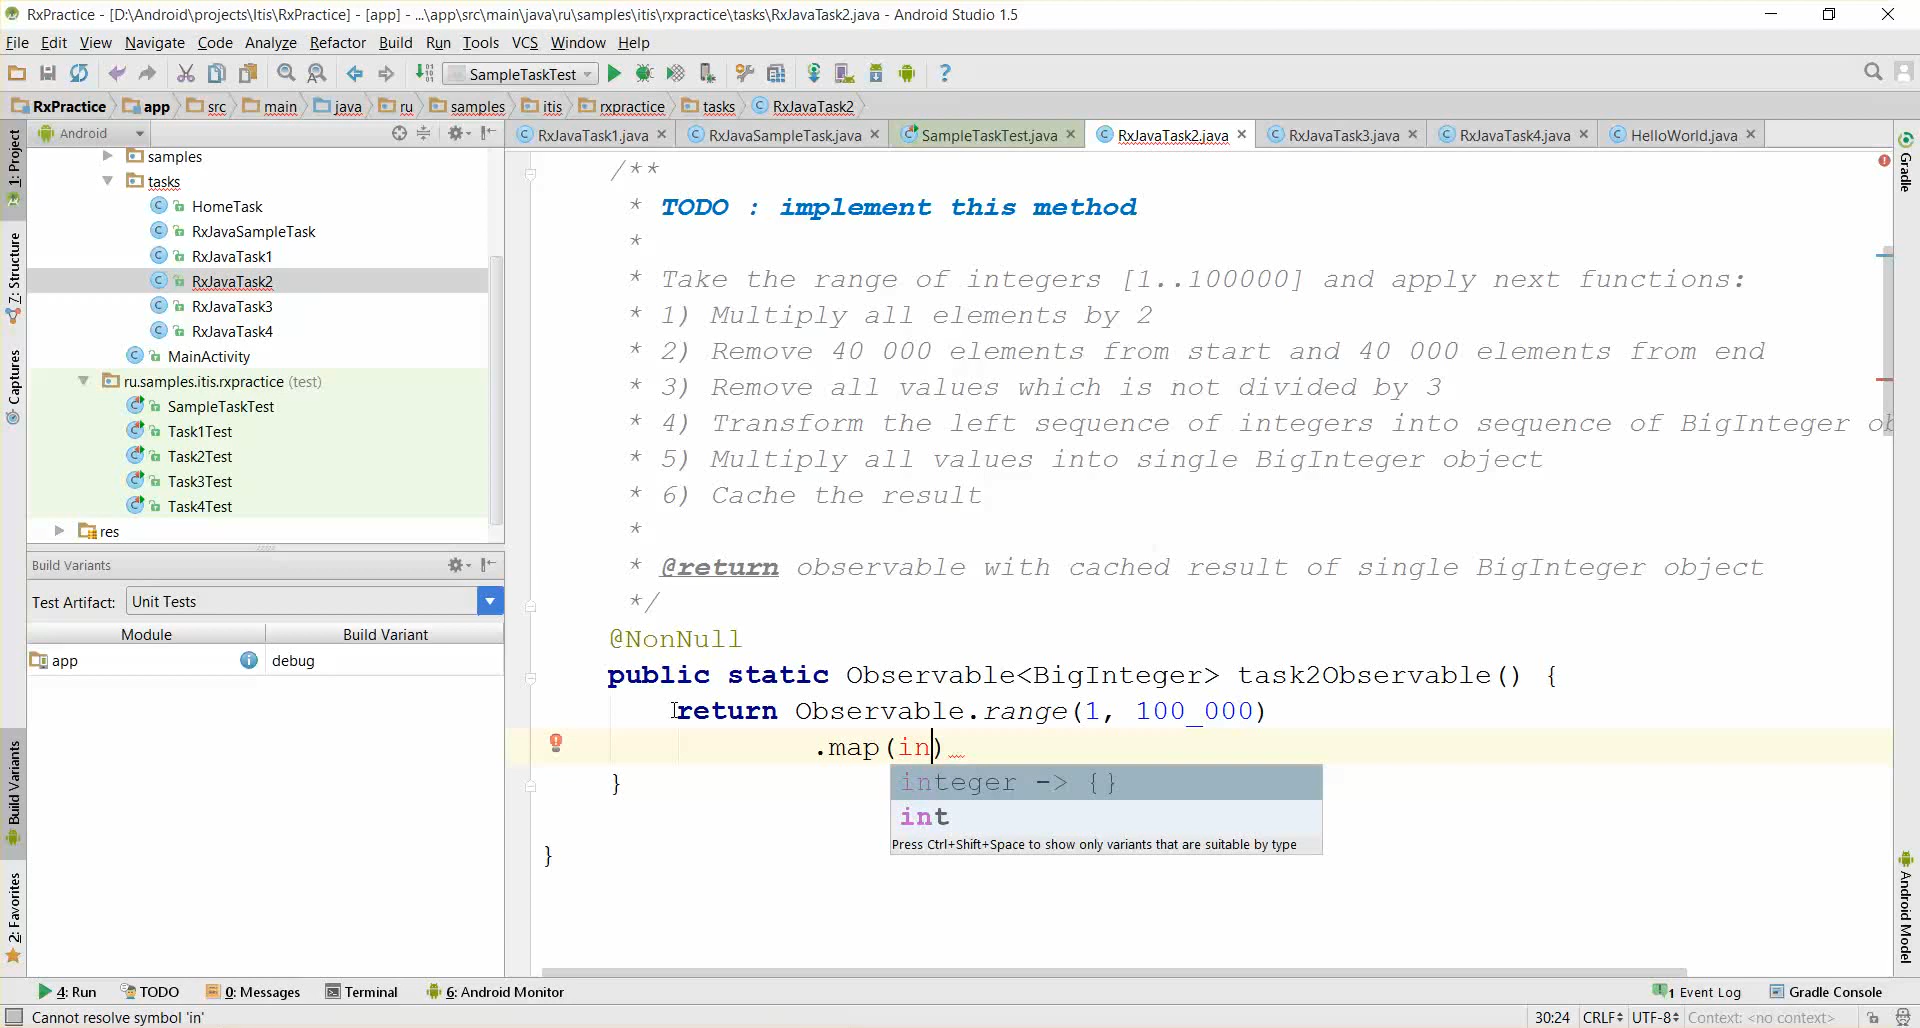 RxPractice - [D:\Android\projects\Itis\RxPractice] - [app] - ...\app\src\main\java\ru\samples\itis\rxpractice\tasks\RxJavaTask2.java - Android Studio 1.5
File Edit View Navigate Code Analyze Refactor Build Run Tools VCS Window Help
SampleTaskTest
RxPractice app src main java ru samples itis rxpractice tasks RxJavaTask2
1: Project
7: Structure
Captures
Build Variants
2: Favorites
Android
samples
tasks
HomeTask
RxJavaSampleTask
RxJavaTask1
RxJavaTask2
RxJavaTask3
RxJavaTask4
MainActivity
ru.samples.itis.rxpractice (test)
SampleTaskTest
Task1Test
Task2Test
Task3Test
Task4Test
res
Build Variants
Test Artifact: Unit Tests
Module Build Variant
app debug
RxJavaTask1.java RxJavaSampleTask.java SampleTaskTest.java RxJavaTask2.java RxJavaTask3.java RxJavaTask4.java HelloWorld.java
/**
* TODO : implement this method
*
* Take the range of integers [1..100000] and apply next functions:
* 1) Multiply all elements by 2
* 2) Remove 40 000 elements from start and 40 000 elements from end
* 3) Remove all values which is not divided by 3
* 4) Transform the left sequence of integers into sequence of BigInteger ob
* 5) Multiply all values into single BigInteger object
* 6) Cache the result
*
* @return observable with cached result of single BigInteger object
*/
@NonNull
public static Observable<BigInteger> task2Observable() {
return Observable.range(1, 100_000)
.map(in)
integer -> {}
int
Press Ctrl+Shift+Space to show only variants that are suitable by type
}
}
Gradle
Android Model
4: Run TODO 0: Messages Terminal 6: Android Monitor 1 Event Log Gradle Console
Cannot resolve symbol 'in' 30:24 CRLF UTF-8 Context: <no context>